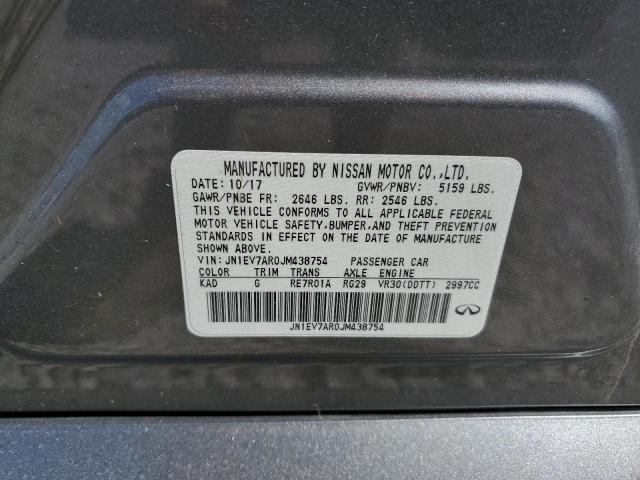 MANUFACTURED BY NISSAN MOTOR CO.,LTD.
DATE: 10/17 GVWR/PNBV: 5159 LBS.
GAWR/PNBE FR: 2646 LBS. RR: 2546 LBS.
THIS VEHICLE CONFORMS TO ALL APPLICABLE FEDERAL
MOTOR VEHICLE SAFETY,BUMPER,AND THEFT PREVENTION
STANDARDS IN EFFECT ON THE DATE OF MANUFACTURE
SHOWN ABOVE.
VIN: JN1EV7AR0JM438754 PASSENGER CAR
COLOR TRIM TRANS AXLE ENGINE
KAD G RE7R01A RG29 VR30(DDTT) 2997CC
JN1EV7AR0JM438754
INFINITI